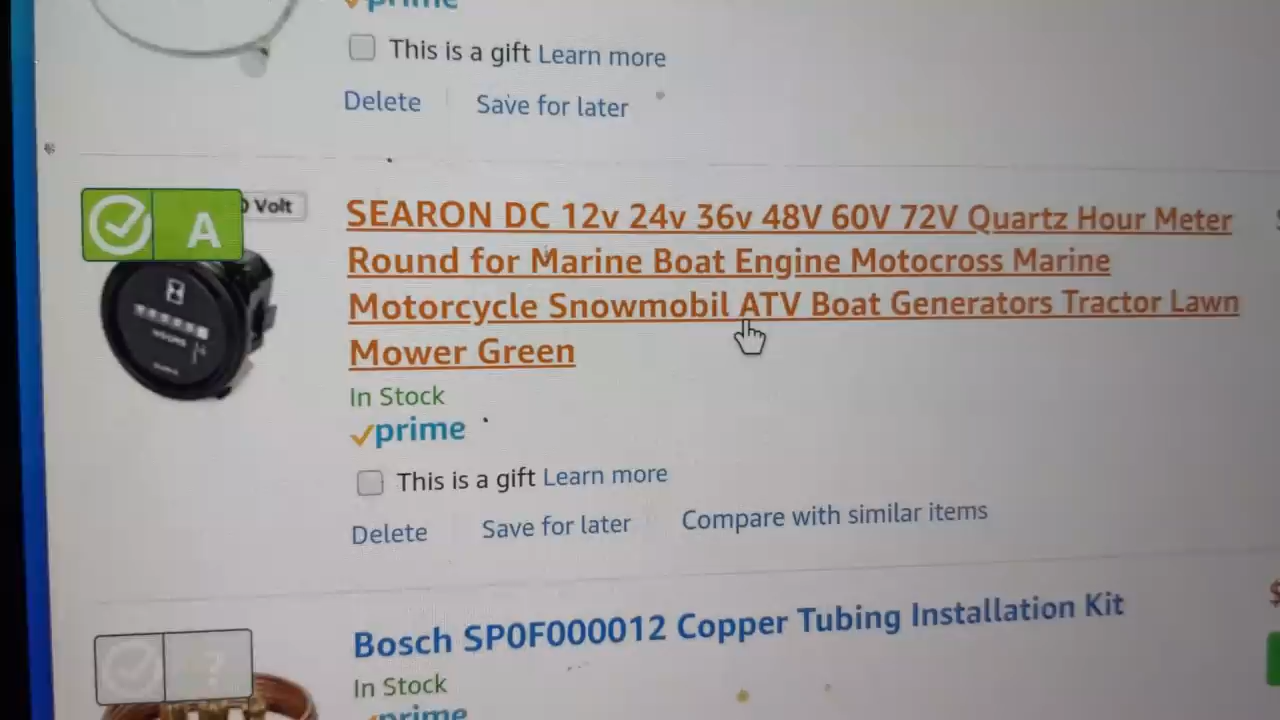 prime
This is a gift Learn more
Delete
Save for later
A
Volt
SEARON DC 12v 24v 36v 48V 60V 72V Quartz Hour Meter
Round for Marine Boat Engine Motocross Marine
Motorcycle Snowmobil ATV Boat Generators Tractor Lawn
Mower Green
In Stock
prime
This is a gift Learn more
Delete
Save for later
Compare with similar items
Bosch SP0F000012 Copper Tubing Installation Kit
?
In Stock
prime